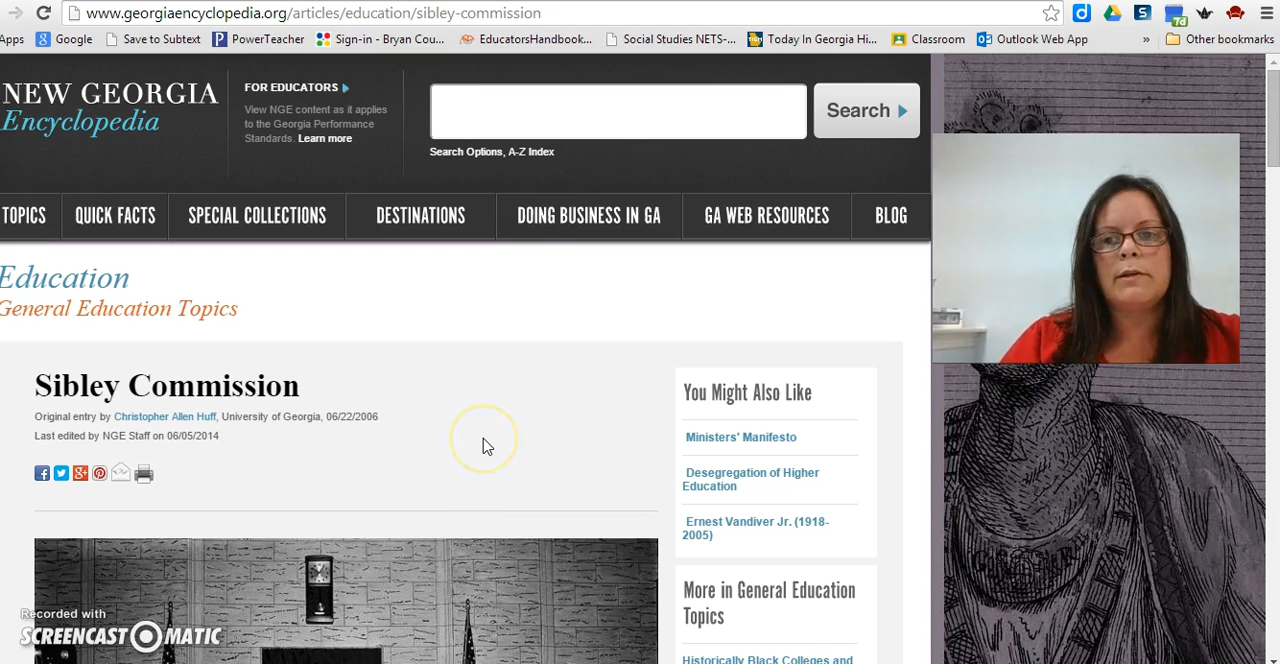 www.georgiaencyclopedia.org/articles/education/sibley-commission
Apps Google Save to Subtext PowerTeacher Sign-in - Bryan Cou... EducatorsHandbook... Social Studies NETS-... Today In Georgia Hi... Classroom Outlook Web App » Other bookmarks
NEW GEORGIA
Encyclopedia
FOR EDUCATORS
View NGE content as it applies
to the Georgia Performance
Standards. Learn more
Search
Search Options, A-Z Index
TOPICS QUICK FACTS SPECIAL COLLECTIONS DESTINATIONS DOING BUSINESS IN GA GA WEB RESOURCES BLOG
Education
General Education Topics
Sibley Commission
Original entry by Christopher Allen Huff, University of Georgia, 06/22/2006
Last edited by NGE Staff on 06/05/2014
You Might Also Like
Ministers' Manifesto
Desegregation of Higher
Education
Ernest Vandiver Jr. (1918-
2005)
More in General Education
Topics
Historically Black Colleges and
Recorded with
SCREENCAST-O-MATIC
7d